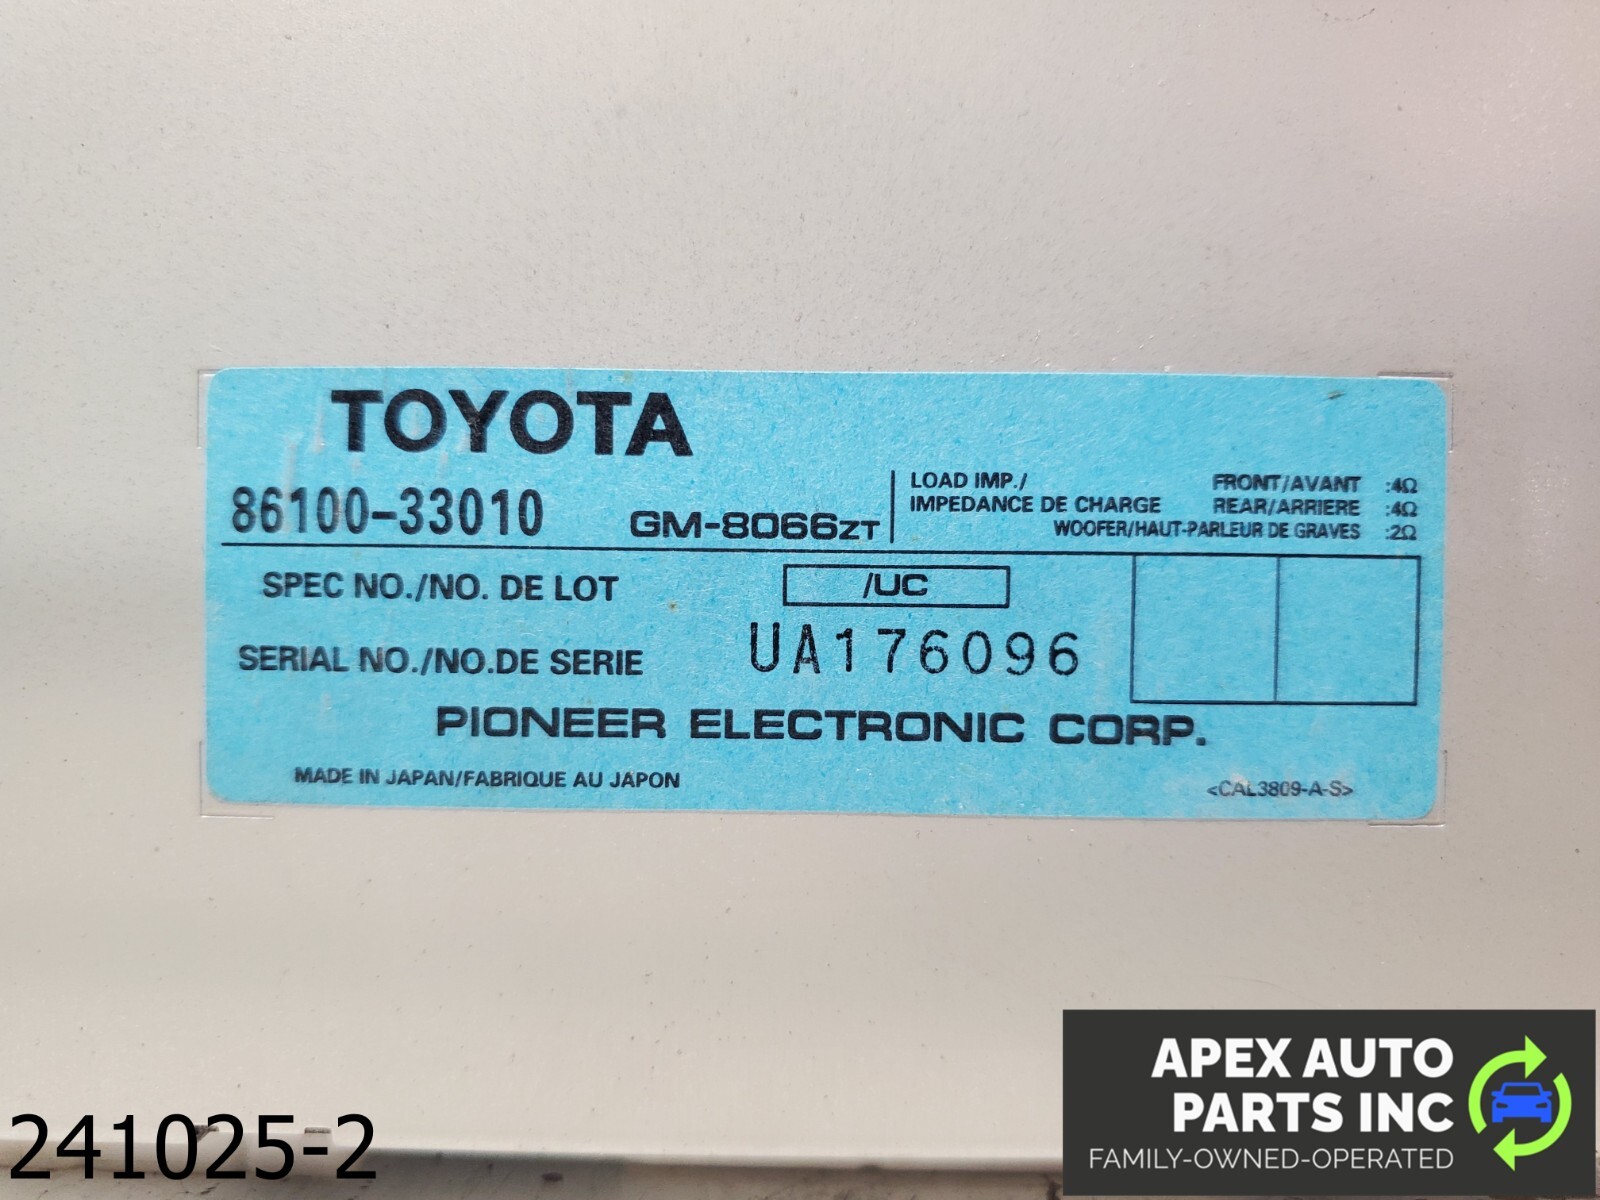 TOYOTA
86100-33010 GM-8066ZT
LOAD IMP./ FRONT/AVANT :4Ω
IMPEDANCE DE CHARGE REAR/ARRIERE :4Ω
WOOFER/HAUT-PARLEUR DE GRAVES :2Ω
SPEC NO./NO. DE LOT /UC
SERIAL NO./NO.DE SERIE UA176096
PIONEER ELECTRONIC CORP.
MADE IN JAPAN/FABRIQUE AU JAPON <CAL3809-A-S>
241025-2
APEX AUTO
PARTS INC
FAMILY-OWNED-OPERATED